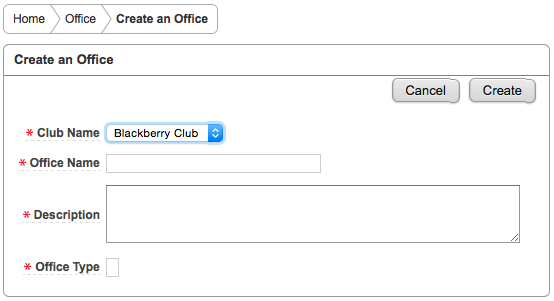 Home Office Create an Office
Create an Office
Cancel Create
* Club Name Blackberry Club
* Office Name
* Description
* Office Type